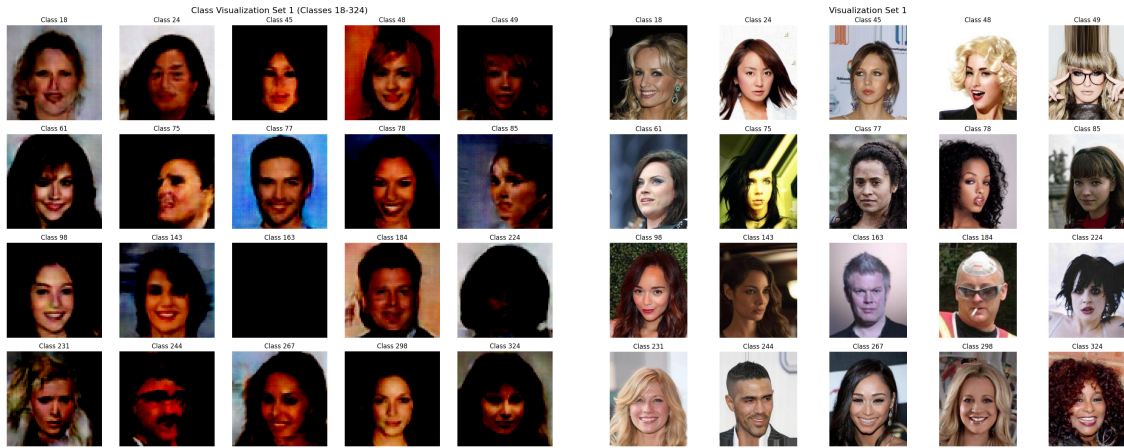 Class Visualization Set 1 (Classes 18-324)
Class 18 Class 24 Class 45 Class 48 Class 49
Class 61 Class 75 Class 77 Class 78 Class 85
Class 98 Class 143 Class 163 Class 184 Class 224
Class 231 Class 244 Class 267 Class 298 Class 324
Visualization Set 1
Class 18 Class 24 Class 45 Class 48 Class 49
Class 61 Class 75 Class 77 Class 78 Class 85
Class 98 Class 143 Class 163 Class 184 Class 224
Class 231 Class 244 Class 267 Class 298 Class 324